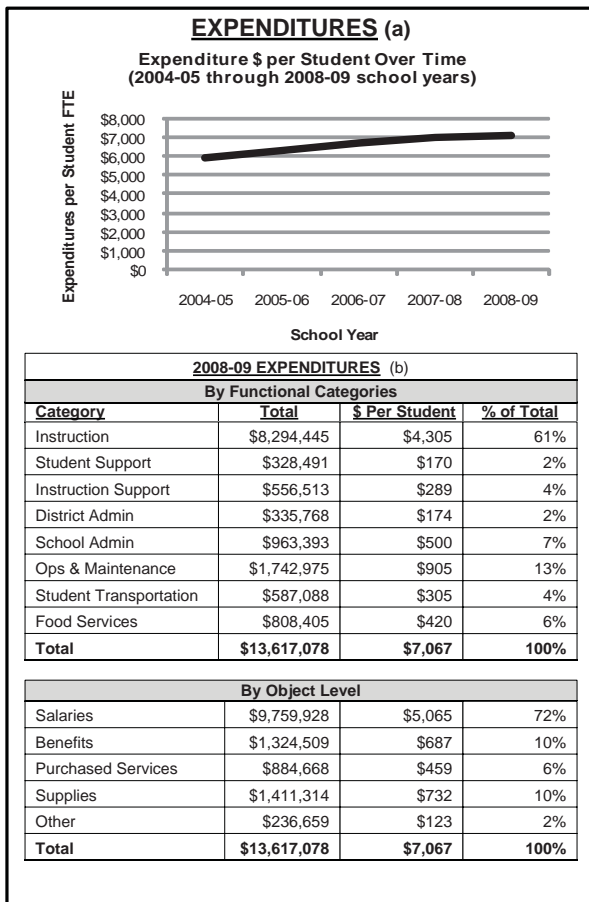 EXPENDITURES (a)
Expenditure $ per Student Over Time
(2004-05 through 2008-09 school years)
Expenditures per Student FTE
$8,000
$7,000
$6,000
$5,000
$4,000
$3,000
$2,000
$1,000
$0
2004-05 2005-06 2006-07 2007-08 2008-09
School Year
2008-09 EXPENDITURES (b)
By Functional Categories
Category Total $ Per Student % of Total
Instruction $8,294,445 $4,305 61%
Student Support $328,491 $170 2%
Instruction Support $556,513 $289 4%
District Admin $335,768 $174 2%
School Admin $963,393 $500 7%
Ops & Maintenance $1,742,975 $905 13%
Student Transportation $587,088 $305 4%
Food Services $808,405 $420 6%
Total $13,617,078 $7,067 100%
By Object Level
Salaries $9,759,928 $5,065 72%
Benefits $1,324,509 $687 10%
Purchased Services $884,668 $459 6%
Supplies $1,411,314 $732 10%
Other $236,659 $123 2%
Total $13,617,078 $7,067 100%